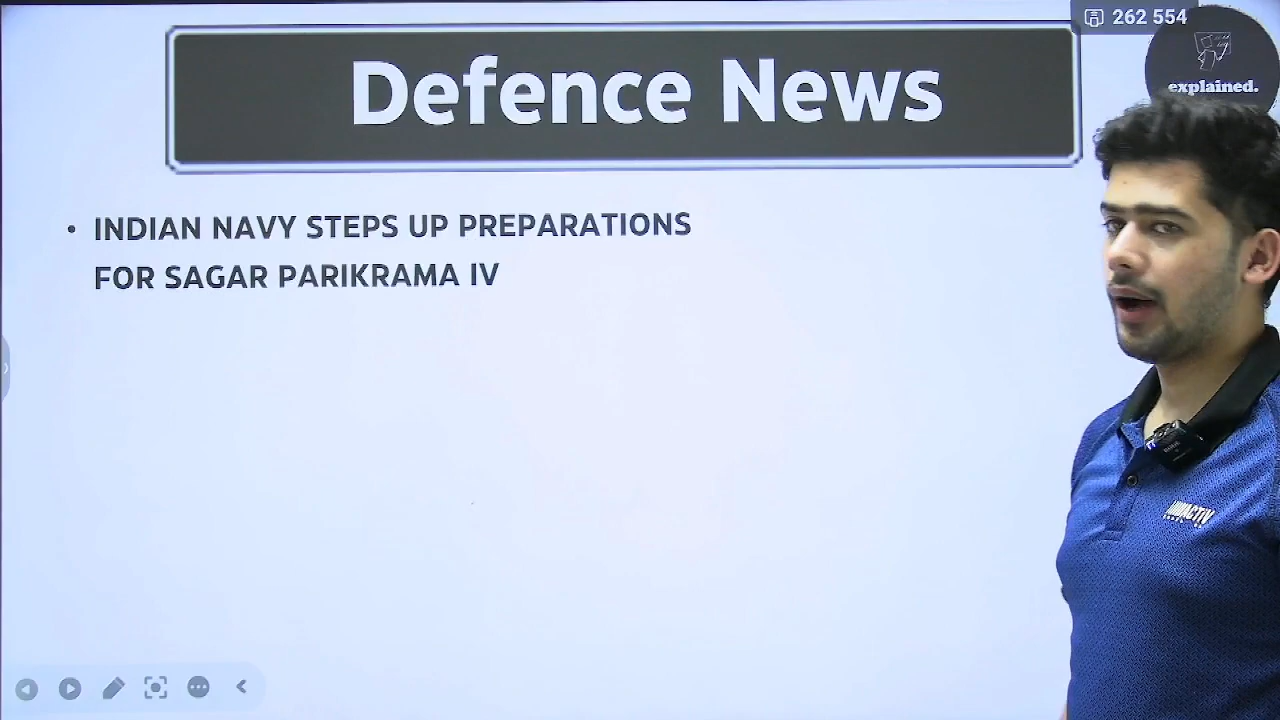 262 554
Defence News
explained.
• INDIAN NAVY STEPS UP PREPARATIONS
FOR SAGAR PARIKRAMA IV